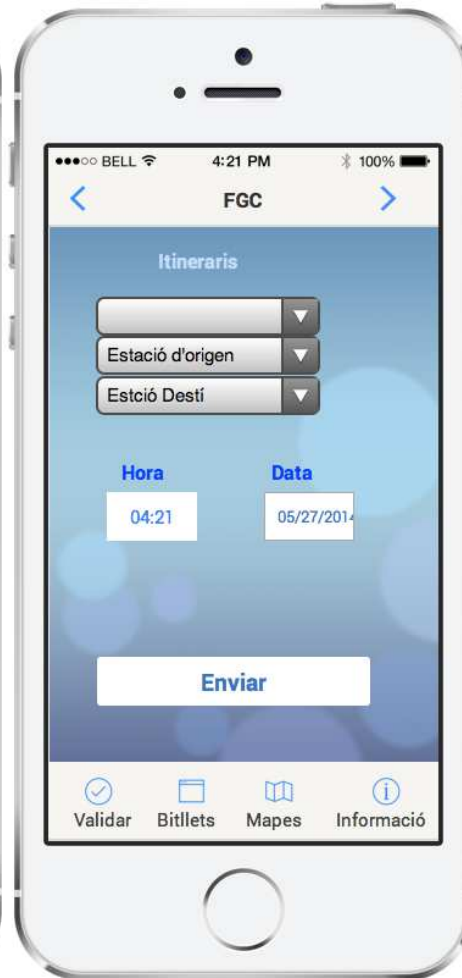 ●●●○○ BELL 4:21 PM 100%
FGC
Itineraris
Estació d'origen
Estció Destí
Hora Data
04:21 05/27/2014
Enviar
Validar Bitllets Mapes Informació